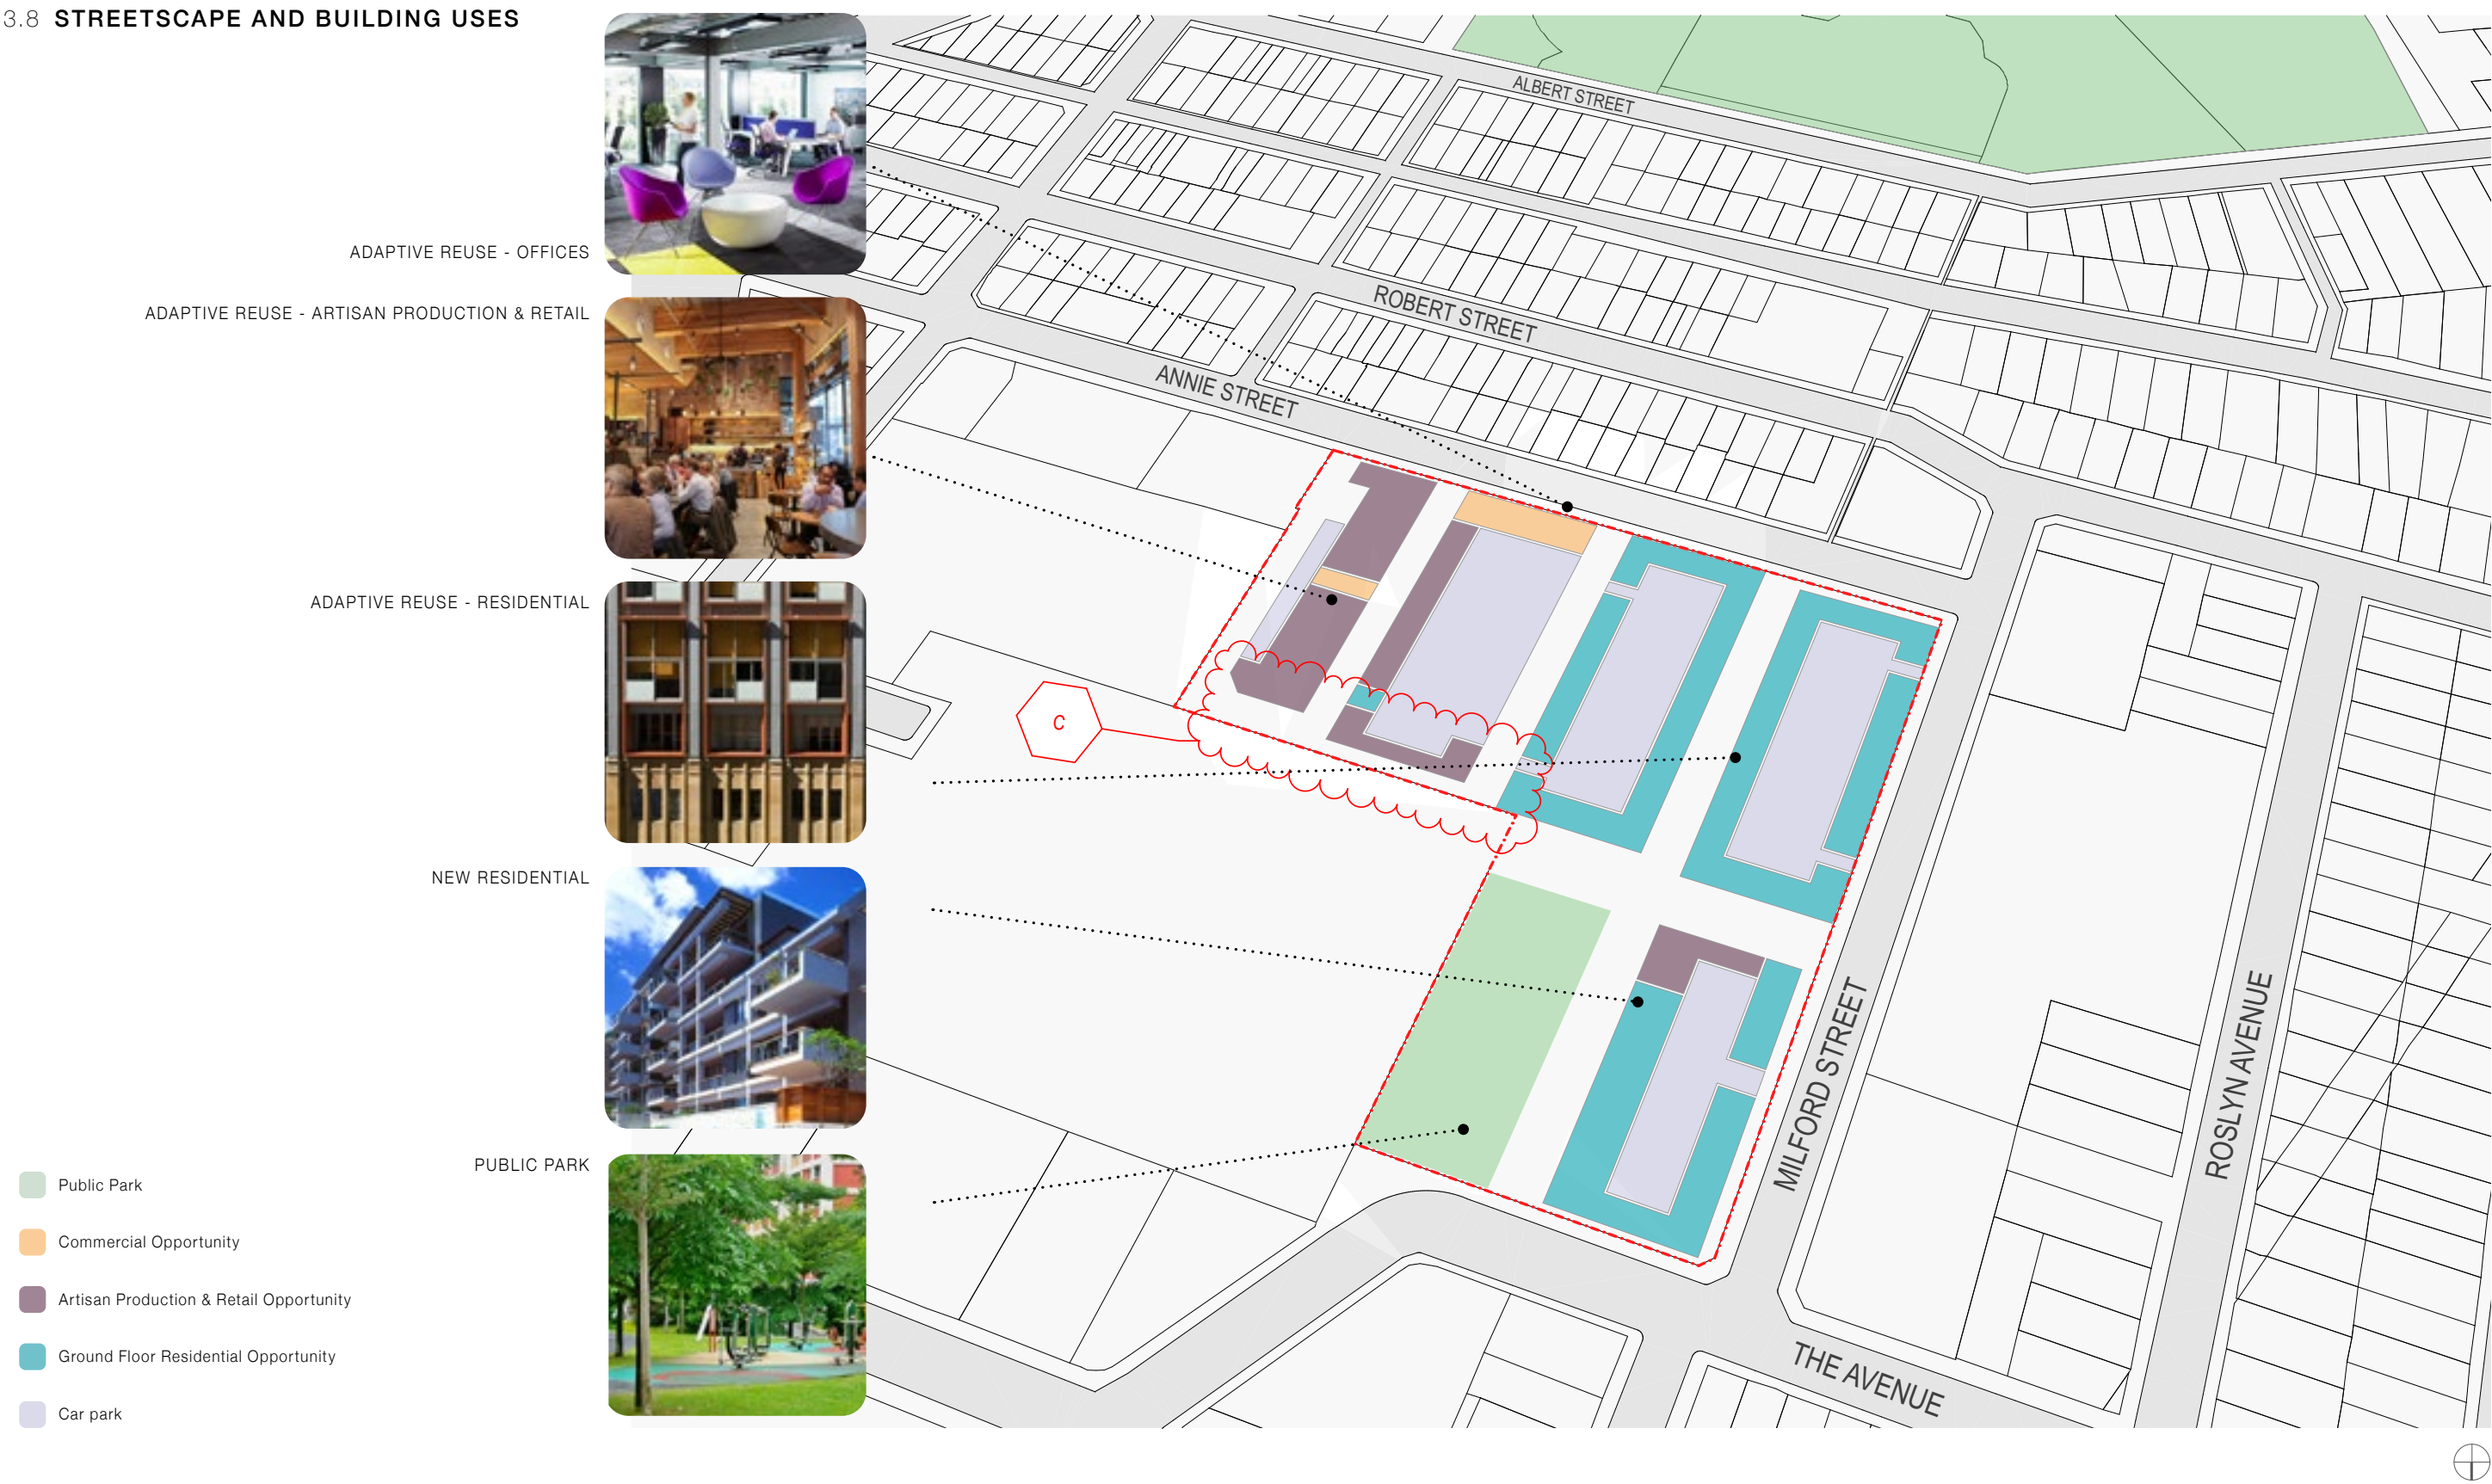 3.8 STREETSCAPE AND BUILDING USES
ADAPTIVE REUSE - OFFICES
ADAPTIVE REUSE - ARTISAN PRODUCTION & RETAIL
ADAPTIVE REUSE - RESIDENTIAL
NEW RESIDENTIAL
PUBLIC PARK
Public Park
Commercial Opportunity
Artisan Production & Retail Opportunity
Ground Floor Residential Opportunity
Car park
ALBERT STREET
ROBERT STREET
ANNIE STREET
C
MILFORD STREET
ROSLYN AVENUE
THE AVENUE